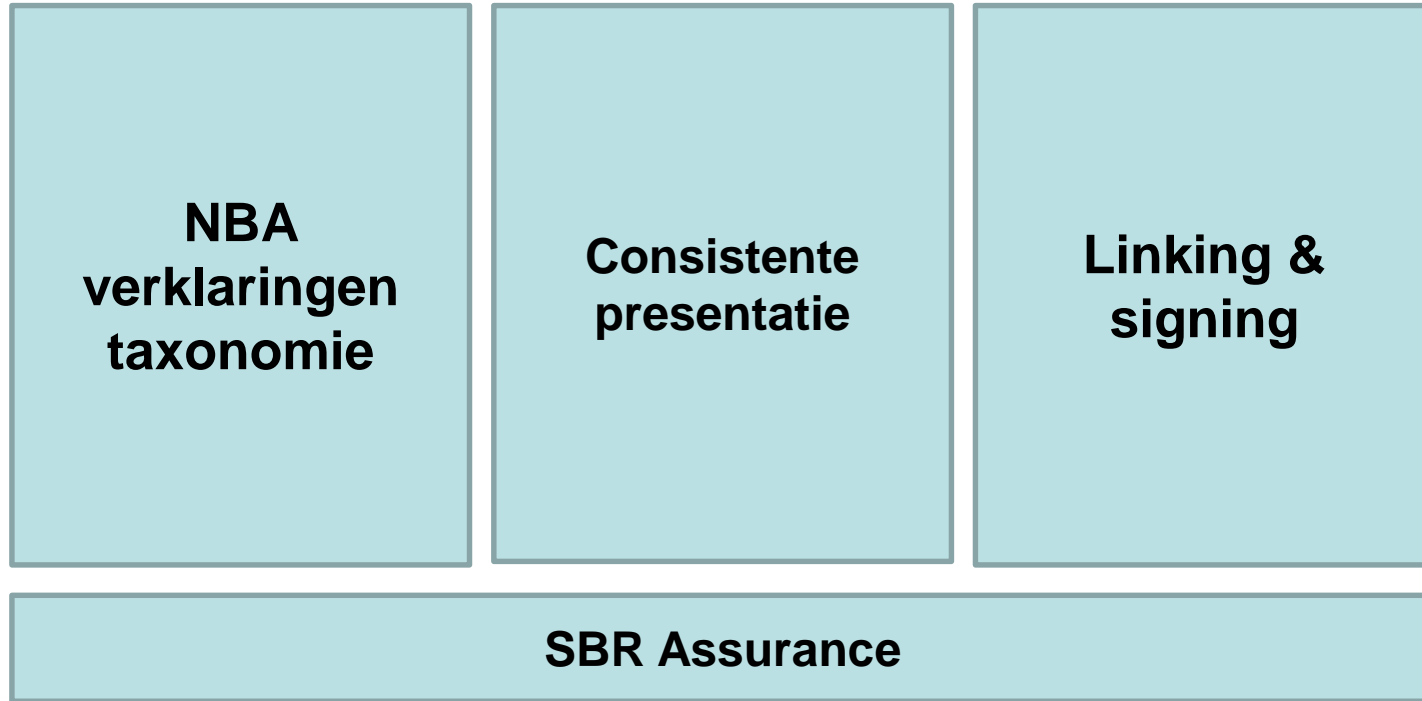 NBA
verklaringen
taxonomie
Consistente
presentatie
Linking &
signing
SBR Assurance